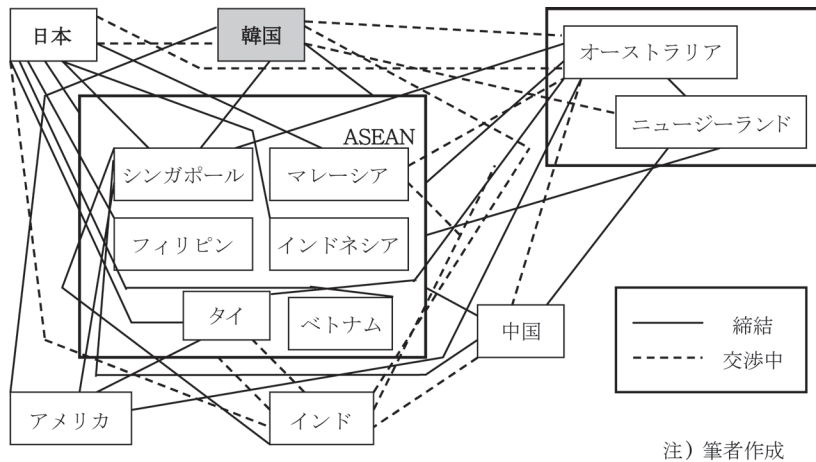 日本
韓国
オーストラリア
ニュージーランド
ASEAN
シンガポール
マレーシア
フィリピン
インドネシア
タイ
ベトナム
中国
締結
交渉中
アメリカ
インド
注）筆者作成